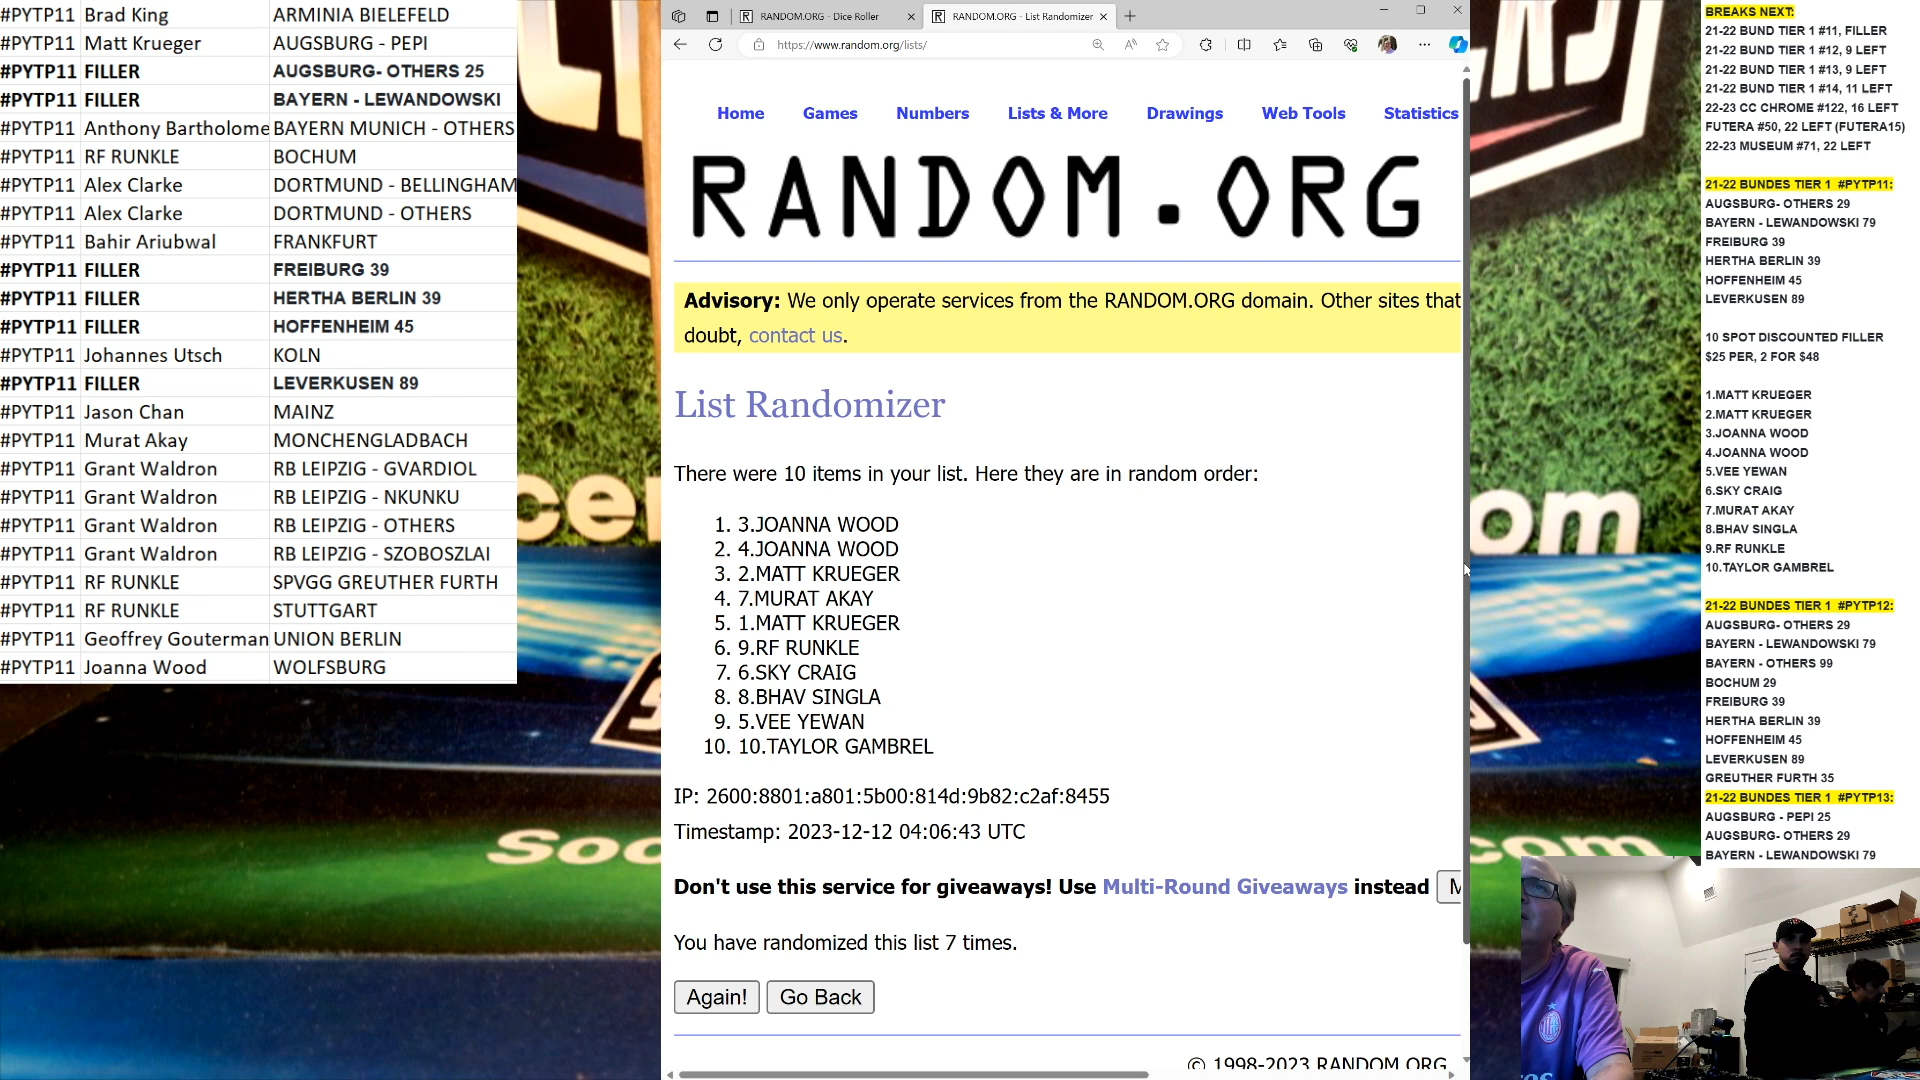 #PYTP11 Brad King ARMINIA BIELEFELD
#PYTP11 Matt Krueger AUGSBURG - PEPI
#PYTP11 FILLER AUGSBURG- OTHERS 25
#PYTP11 FILLER BAYERN - LEWANDOWSKI
#PYTP11 Anthony Bartholome BAYERN MUNICH - OTHERS
#PYTP11 RF RUNKLE BOCHUM
#PYTP11 Alex Clarke DORTMUND - BELLINGHAM
#PYTP11 Alex Clarke DORTMUND - OTHERS
#PYTP11 Bahir Ariubwal FRANKFURT
#PYTP11 FILLER FREIBURG 39
#PYTP11 FILLER HERTHA BERLIN 39
#PYTP11 FILLER HOFFENHEIM 45
#PYTP11 Johannes Utsch KOLN
#PYTP11 FILLER LEVERKUSEN 89
#PYTP11 Jason Chan MAINZ
#PYTP11 Murat Akay MONCHENGLADBACH
#PYTP11 Grant Waldron RB LEIPZIG - GVARDIOL
#PYTP11 Grant Waldron RB LEIPZIG - NKUNKU
#PYTP11 Grant Waldron RB LEIPZIG - OTHERS
#PYTP11 Grant Waldron RB LEIPZIG - SZOBOSZLAI
#PYTP11 RF RUNKLE SPVGG GREUTHER FURTH
#PYTP11 RF RUNKLE STUTTGART
#PYTP11 Geoffrey Gouterman UNION BERLIN
#PYTP11 Joanna Wood WOLFSBURG
RANDOM.ORG - Dice Roller
RANDOM.ORG - List Randomizer
https://www.random.org/lists/
Home Games Numbers Lists & More Drawings Web Tools Statistics
RANDOM.ORG
Advisory: We only operate services from the RANDOM.ORG domain. Other sites that
doubt, contact us.
List Randomizer
There were 10 items in your list. Here they are in random order:
1. 3.JOANNA WOOD
2. 4.JOANNA WOOD
3. 2.MATT KRUEGER
4. 7.MURAT AKAY
5. 1.MATT KRUEGER
6. 9.RF RUNKLE
7. 6.SKY CRAIG
8. 8.BHAV SINGLA
9. 5.VEE YEWAN
10. 10.TAYLOR GAMBREL
IP: 2600:8801:a801:5b00:814d:9b82:c2af:8455
Timestamp: 2023-12-12 04:06:43 UTC
Don't use this service for giveaways! Use Multi-Round Giveaways instead
You have randomized this list 7 times.
Again! Go Back
© 1998-2023 RANDOM.ORG
BREAKS NEXT:
21-22 BUND TIER 1 #11, FILLER
21-22 BUND TIER 1 #12, 9 LEFT
21-22 BUND TIER 1 #13, 9 LEFT
21-22 BUND TIER 1 #14, 11 LEFT
22-23 CC CHROME #122, 16 LEFT
FUTERA #50, 22 LEFT (FUTERA15)
22-23 MUSEUM #71, 22 LEFT
21-22 BUNDES TIER 1 #PYTP11:
AUGSBURG- OTHERS 29
BAYERN - LEWANDOWSKI 79
FREIBURG 39
HERTHA BERLIN 39
HOFFENHEIM 45
LEVERKUSEN 89
10 SPOT DISCOUNTED FILLER
$25 PER, 2 FOR $48
1.MATT KRUEGER
2.MATT KRUEGER
3.JOANNA WOOD
4.JOANNA WOOD
5.VEE YEWAN
6.SKY CRAIG
7.MURAT AKAY
8.BHAV SINGLA
9.RF RUNKLE
10.TAYLOR GAMBREL
21-22 BUNDES TIER 1 #PYTP12:
AUGSBURG- OTHERS 29
BAYERN - LEWANDOWSKI 79
BAYERN - OTHERS 99
BOCHUM 29
FREIBURG 39
HERTHA BERLIN 39
HOFFENHEIM 45
LEVERKUSEN 89
GREUTHER FURTH 35
21-22 BUNDES TIER 1 #PYTP13:
AUGSBURG - PEPI 25
AUGSBURG- OTHERS 29
BAYERN - LEWANDOWSKI 79